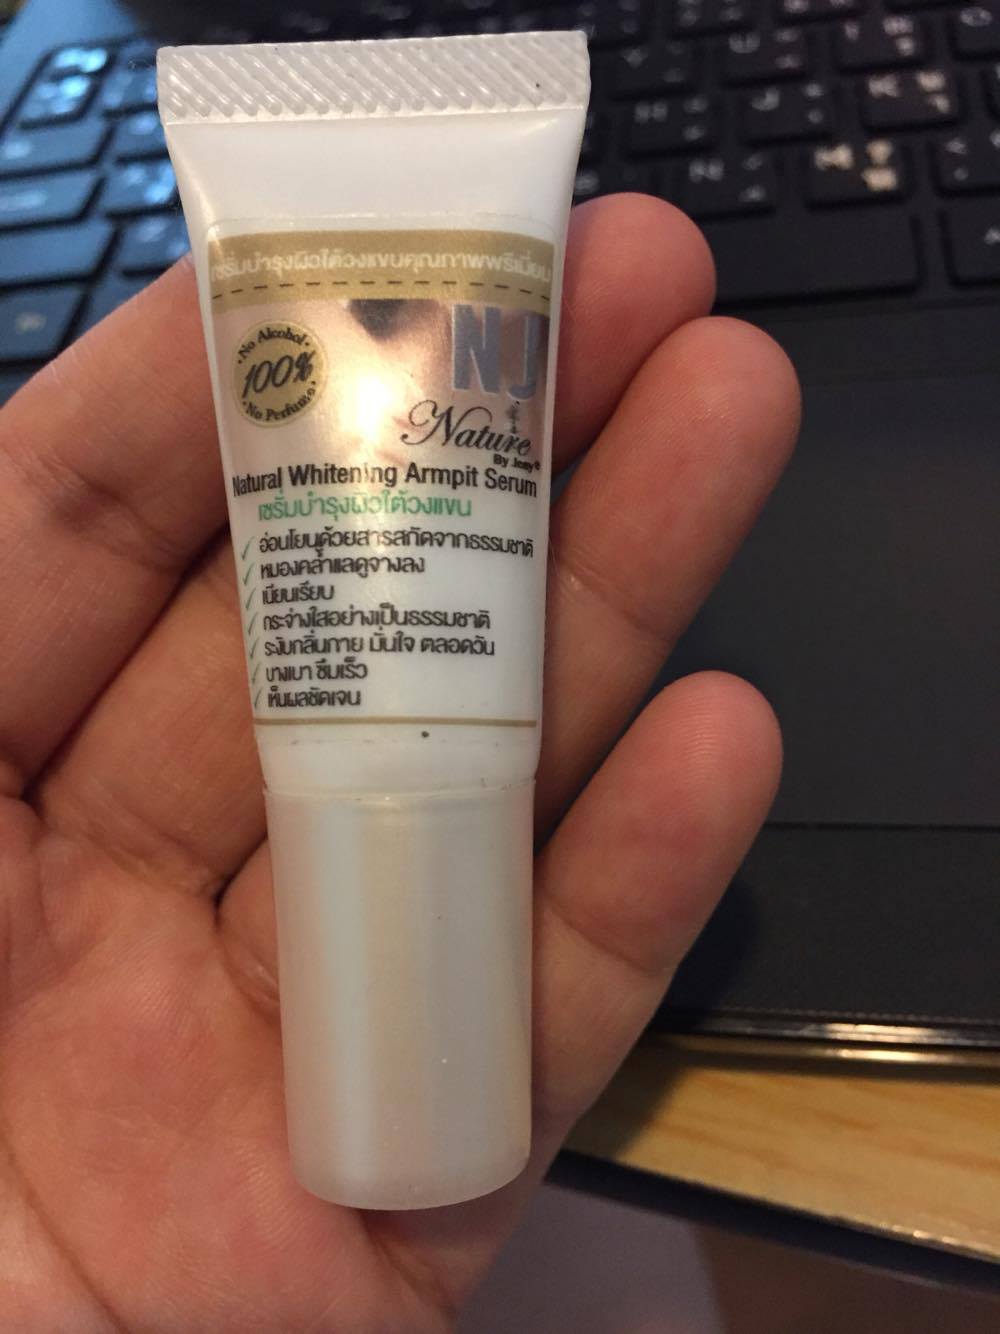 เซรั่มบำรุงผิวใต้วงแขนคุณภาพพรีเมี่ยม
No Alcohol
100%
No Perfume
NJ
Nature
By Jeny®
Natural Whitening Armpit Serum
เซรั่มบำรุงผิวใต้วงแขน
✓ อ่อนโยนด้วยสารสกัดจากธรรมชาติ
✓ หมองคล้ำแลดูจางลง
✓ เนียนเรียบ
✓ กระจ่างใสอย่างเป็นธรรมชาติ
✓ ระงับกลิ่นกาย มั่นใจ ตลอดวัน
✓ บางเบา ซึมเร็ว
✓ เห็นผลชัดเจน
U
H
J
K
N
M